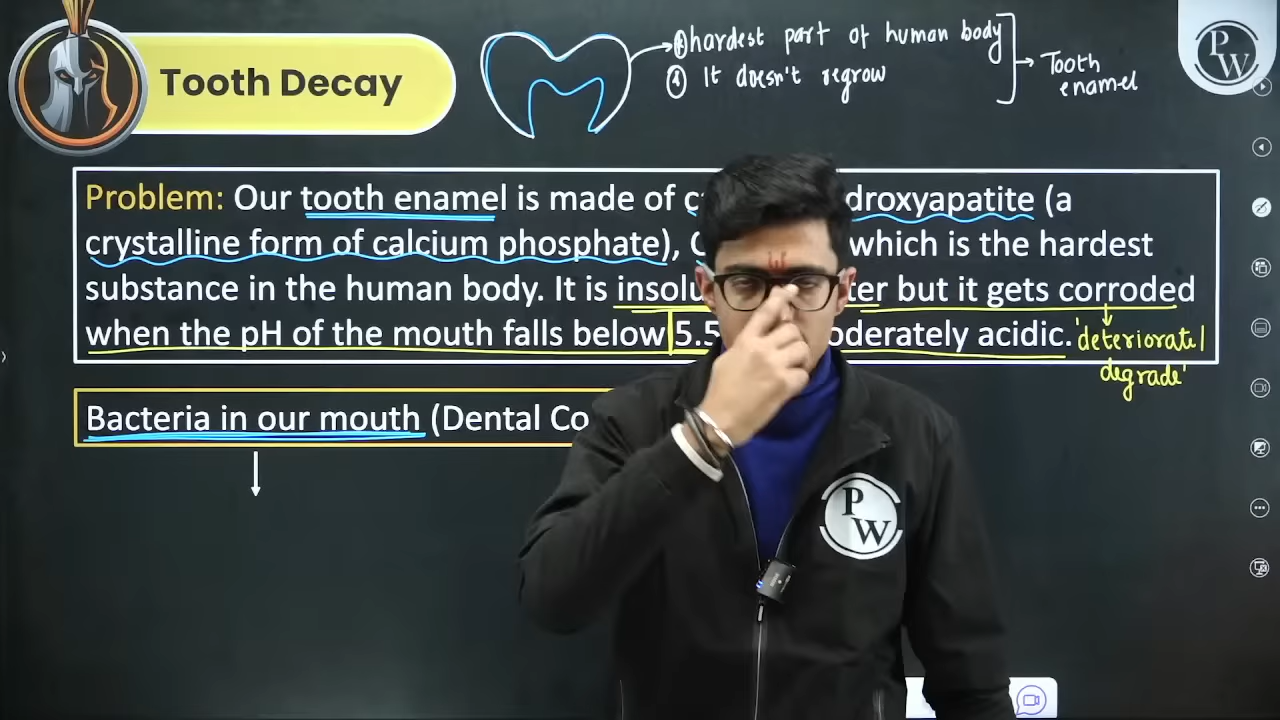 Tooth Decay
① hardest part of human body
② It doesn't regrow
Tooth
enamel
PW
Problem: Our tooth enamel is made of droxyapatite (a
crystalline form of calcium phosphate), which is the hardest
substance in the human body. It is but it gets corroded
when the pH of the mouth falls below 5.5 oderately acidic.
'deteriorate/
degrade'
Bacteria in our mouth (Dental
PW